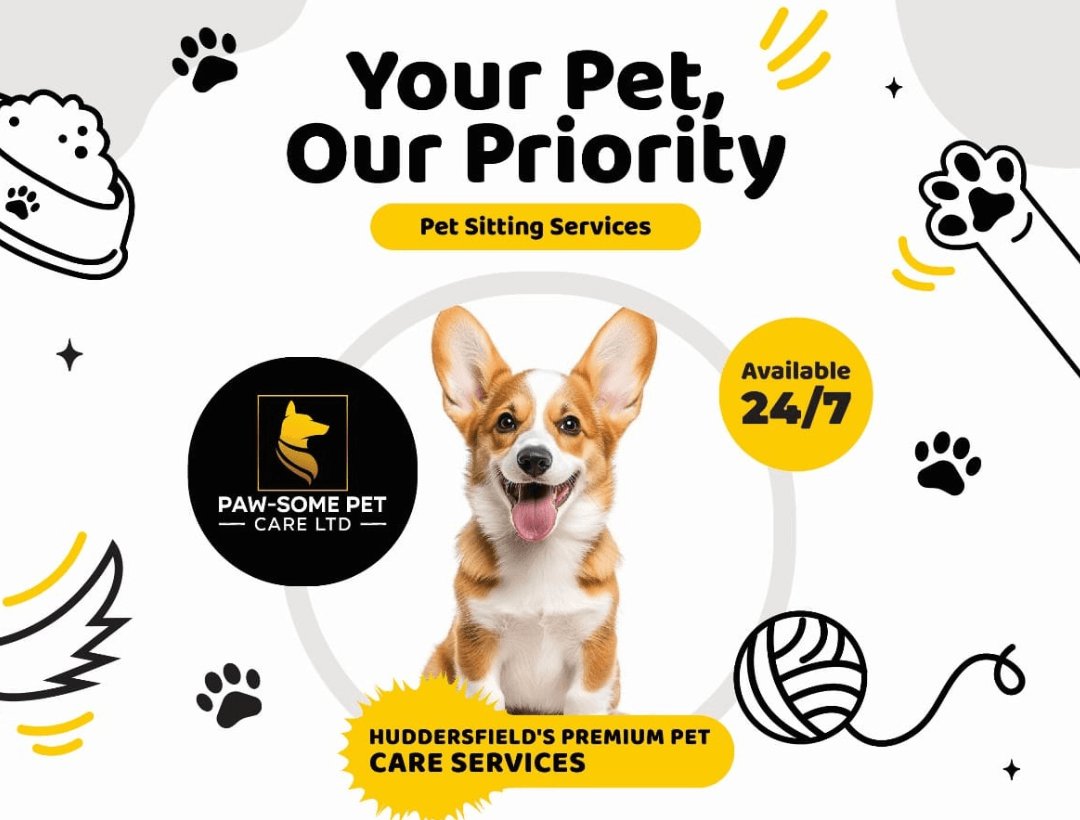 Your Pet,
Our Priority
Pet Sitting Services
Available
24/7
PAW-SOME PET
CARE LTD
HUDDERSFIELD'S PREMIUM PET
CARE SERVICES